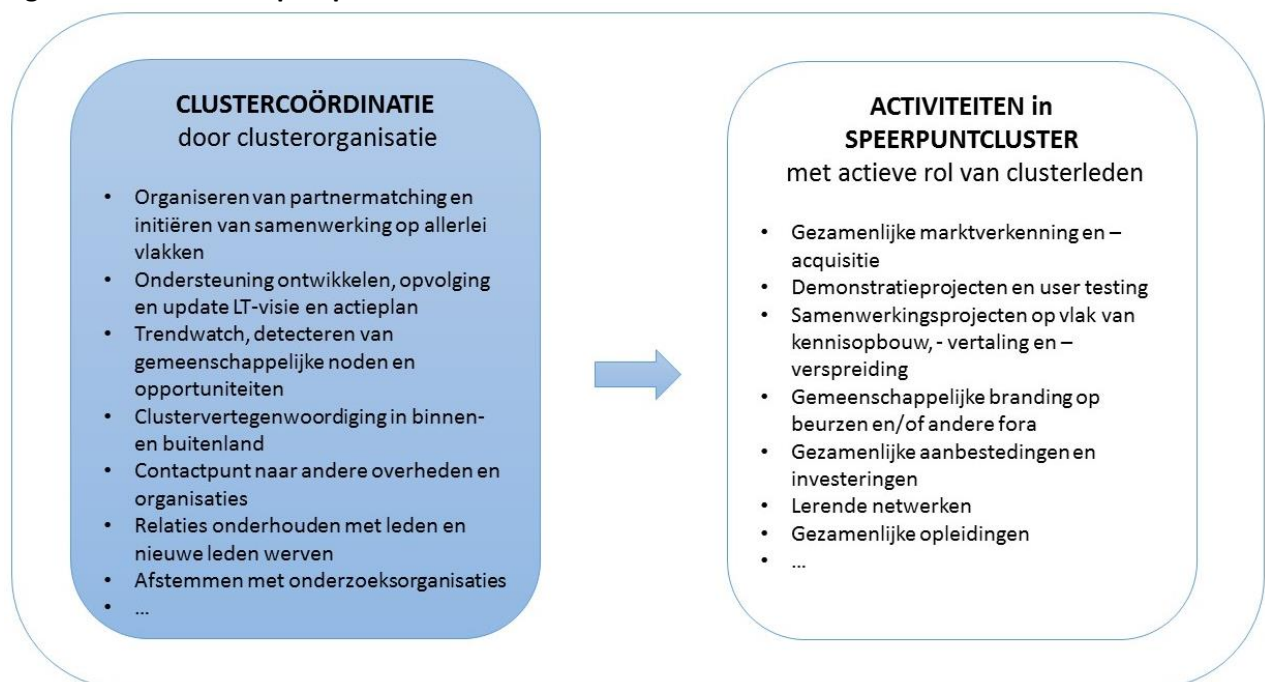 CLUSTERCOÖRDINATIE
door clusterorganisatie
• Organiseren van partnermatching en
initiëren van samenwerking op allerlei
vlakken
• Ondersteuning ontwikkelen, opvolging
en update LT-visie en actieplan
• Trendwatch, detecteren van
gemeenschappelijke noden en
opportuniteiten
• Clustervertegenwoordiging in binnen-
en buitenland
• Contactpunt naar andere overheden en
organisaties
• Relaties onderhouden met leden en
nieuwe leden werven
• Afstemmen met onderzoeksorganisaties
• ...
ACTIVITEITEN in
SPEERPUNTCLUSTER
met actieve rol van clusterleden
• Gezamenlijke marktverkenning en –
acquisitie
• Demonstratieprojecten en user testing
• Samenwerkingsprojecten op vlak van
kennisopbouw, - vertaling en –
verspreiding
• Gemeenschappelijke branding op
beurzen en/of andere fora
• Gezamenlijke aanbestedingen en
investeringen
• Lerende netwerken
• Gezamenlijke opleidingen
• ...